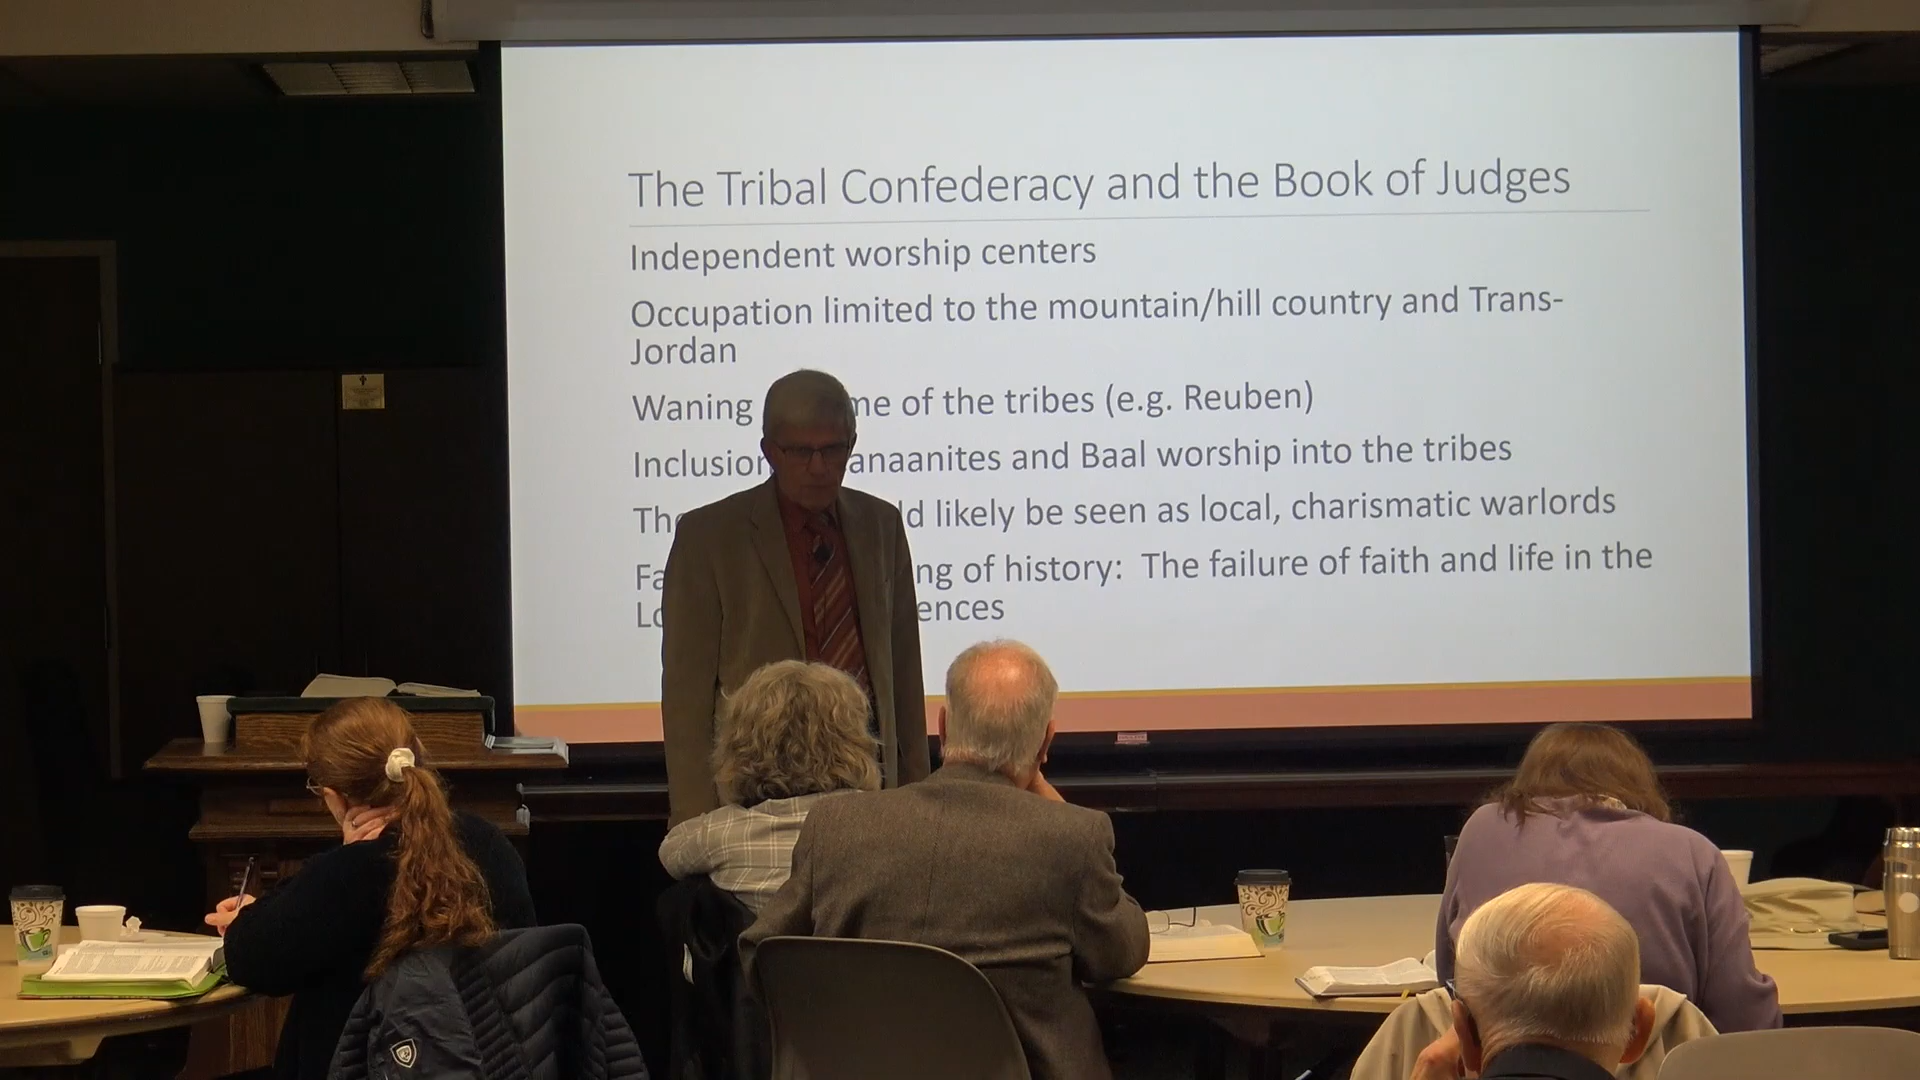 The Tribal Confederacy and the Book of Judges
Independent worship centers
Occupation limited to the mountain/hill country and Trans-
Jordan
Waning me of the tribes (e.g. Reuben)
Inclusion anaanites and Baal worship into the tribes
The ld likely be seen as local, charismatic warlords
Fa ng of history: The failure of faith and life in the
Lo ences